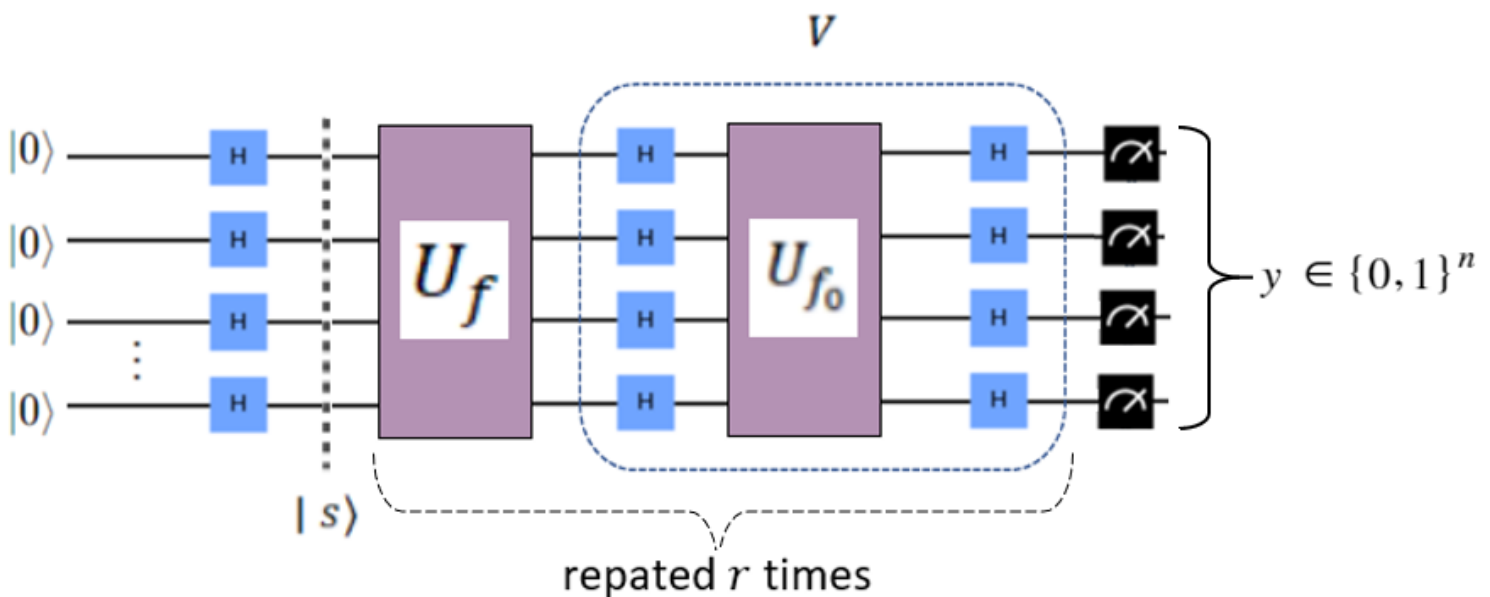 V
|0⟩ H H H
|0⟩ H H H
|0⟩ H H H
⋮
|0⟩ H H H
U_f
U_{f_0}
y ∈ {0, 1}^n
| s⟩
repated r times